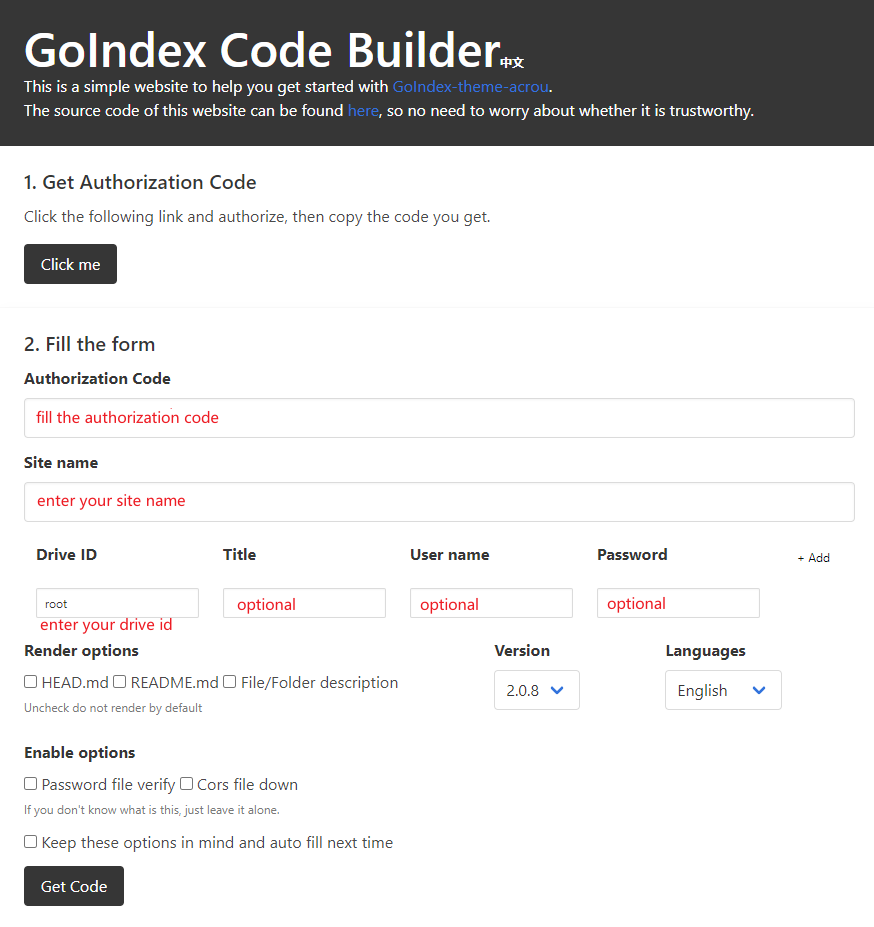 GoIndex Code Builder中文
This is a simple website to help you get started with GoIndex-theme-acrou.
The source code of this website can be found here, so no need to worry about whether it is trustworthy.
1. Get Authorization Code
Click the following link and authorize, then copy the code you get.
Click me
2. Fill the form
Authorization Code
fill the authorization code
Site name
enter your site name
Drive ID Title User name Password + Add
root optional optional optional
enter your drive id
Render options Version Languages
HEAD.md README.md File/Folder description 2.0.8 English
Uncheck do not render by default
Enable options
Password file verify Cors file down
If you don't know what is this, just leave it alone.
Keep these options in mind and auto fill next time
Get Code